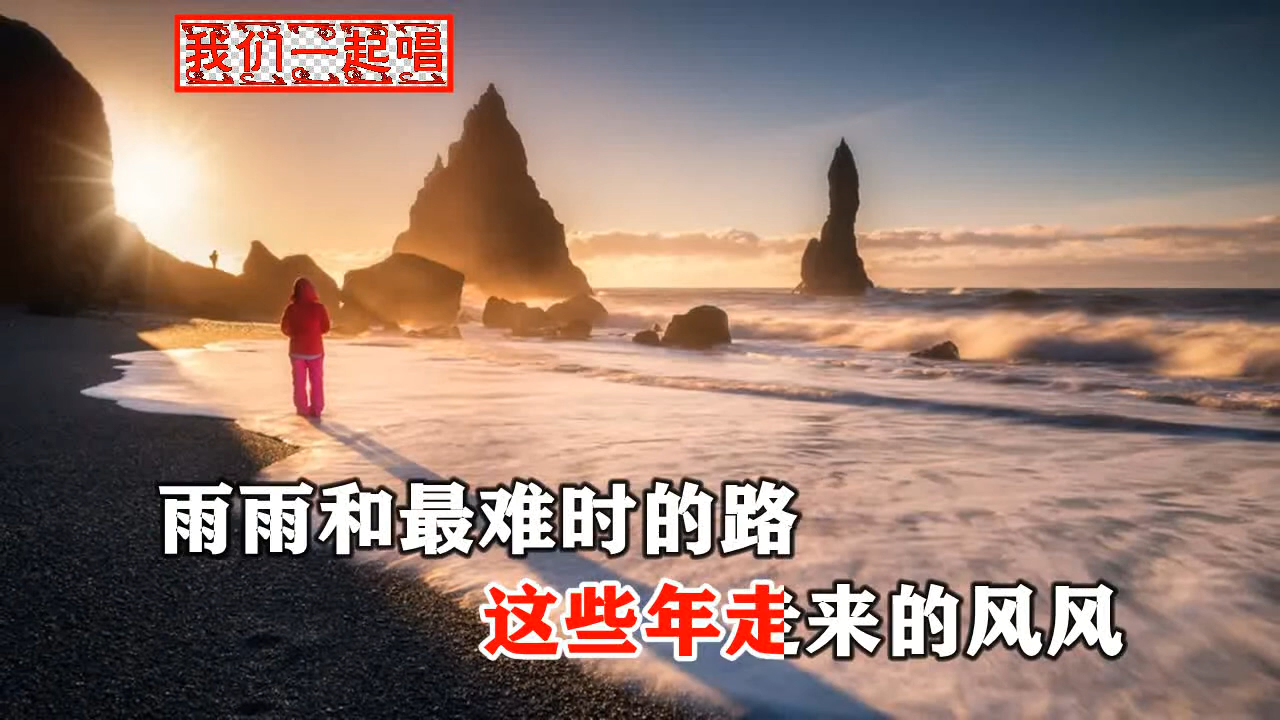 我们一起唱
雨雨和最难时的路
这些年走来的风风